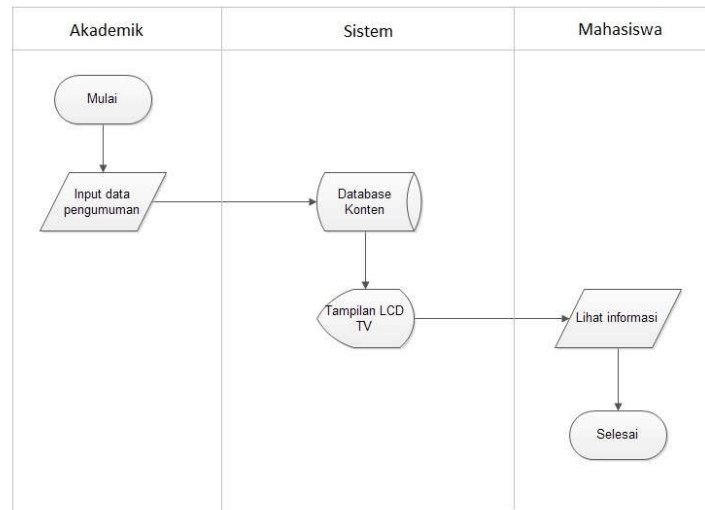 Akademik
Sistem
Mahasiswa
Mulai
Input data
pengumuman
Database
Konten
Tampilan LCD
TV
Lihat informasi
Selesai